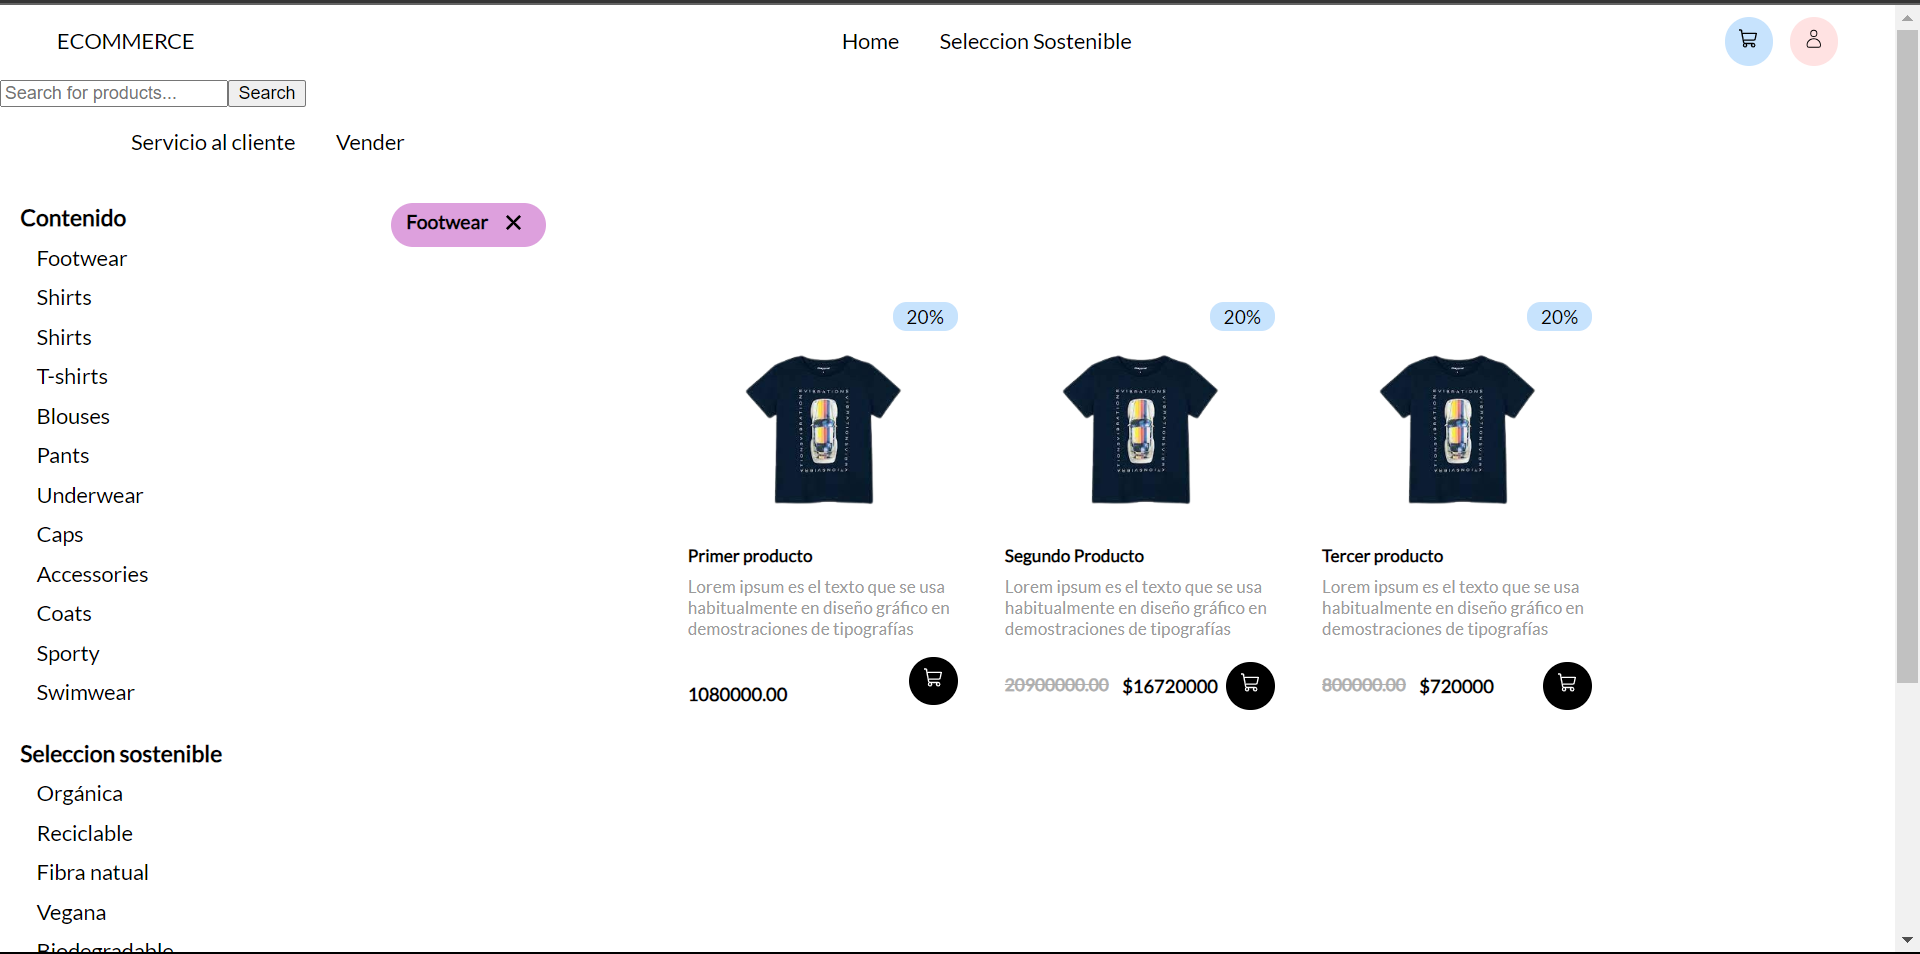 ECOMMERCE Home Seleccion Sostenible
Search for products... Search
Servicio al cliente Vender
Contenido
Footwear
Shirts
Shirts
T-shirts
Blouses
Pants
Underwear
Caps
Accessories
Coats
Sporty
Swimwear
Seleccion sostenible
Orgánica
Reciclable
Fibra natual
Vegana
Biodegradable
Footwear
20%
Primer producto
Lorem ipsum es el texto que se usa
habitualmente en diseño gráfico en
demostraciones de tipografías
1080000.00
20%
Segundo Producto
Lorem ipsum es el texto que se usa
habitualmente en diseño gráfico en
demostraciones de tipografías
20900000.00 $16720000
20%
Tercer producto
Lorem ipsum es el texto que se usa
habitualmente en diseño gráfico en
demostraciones de tipografías
800000.00 $720000